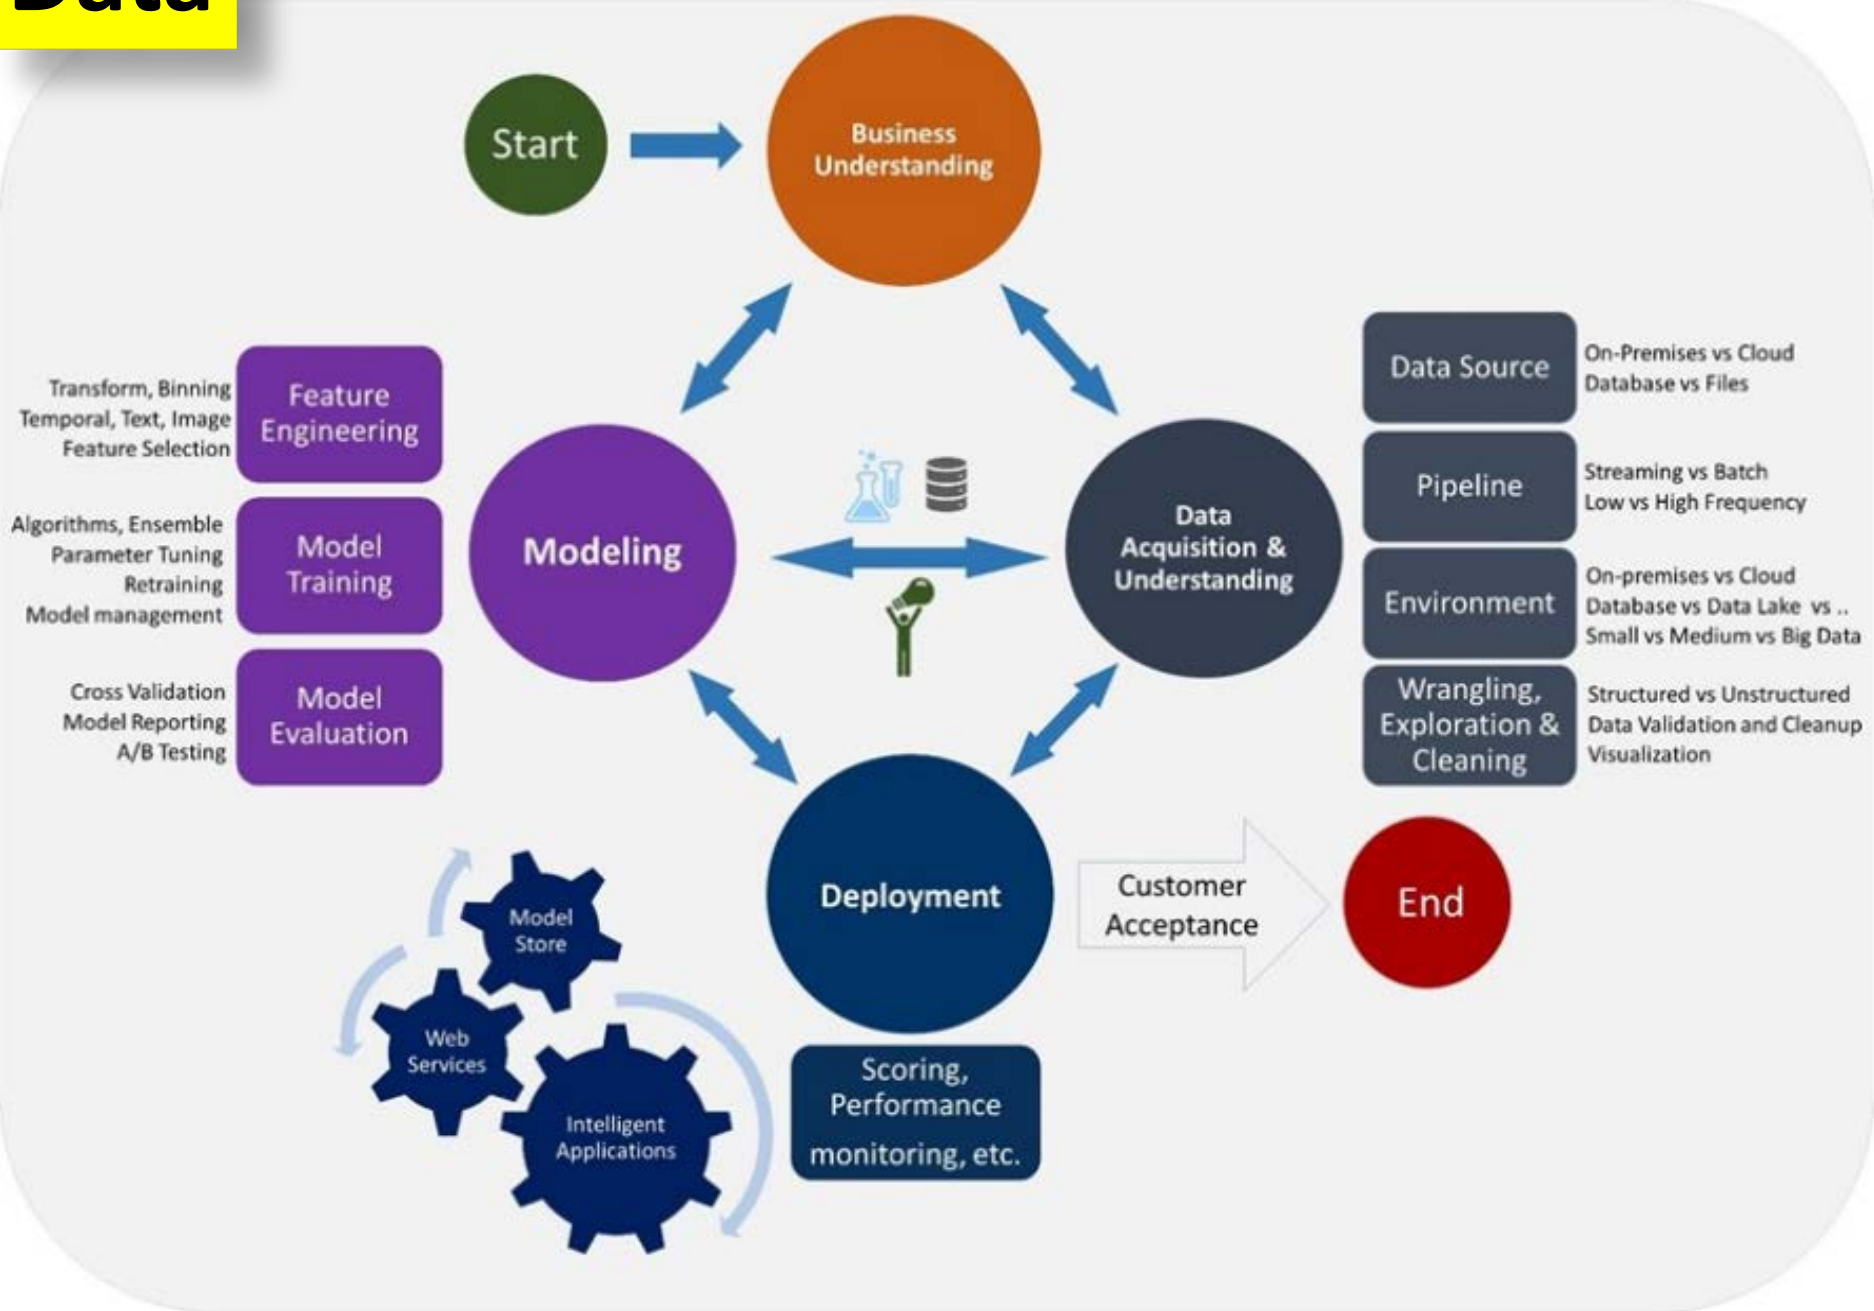 Data
Start
Business
Understanding
Feature
Engineering
Transform, Binning
Temporal, Text, Image
Feature Selection
Model
Training
Algorithms, Ensemble
Parameter Tuning
Retraining
Model management
Model
Evaluation
Cross Validation
Model Reporting
A/B Testing
Modeling
Data
Acquisition &
Understanding
Data Source
On-Premises vs Cloud
Database vs Files
Pipeline
Streaming vs Batch
Low vs High Frequency
Environment
On-premises vs Cloud
Database vs Data Lake vs ..
Small vs Medium vs Big Data
Wrangling,
Exploration &
Cleaning
Structured vs Unstructured
Data Validation and Cleanup
Visualization
Deployment
Customer
Acceptance
End
Model
Store
Web
Services
Intelligent
Applications
Scoring,
Performance
monitoring, etc.